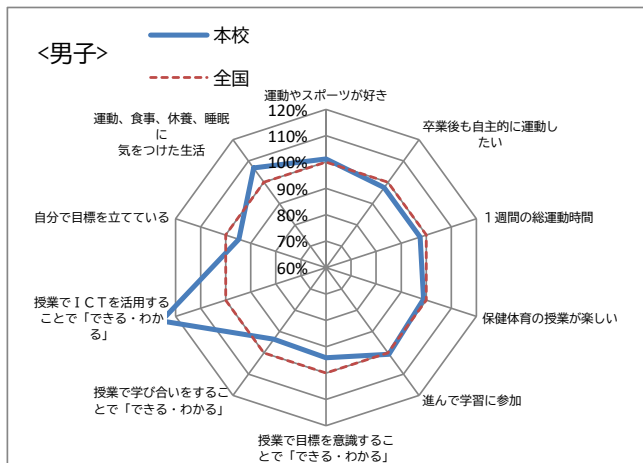 <男子>
本校
全国
運動やスポーツが好き
卒業後も自主的に運動し
たい
1週間の総運動時間
保健体育の授業が楽しい
進んで学習に参加
授業で目標を意識するこ
とで「できる・わかる」
授業で学び合いをするこ
とで「できる・わかる」
授業でＩＣＴを活用する
ことで「できる・わか
る」
自分で目標を立てている
運動、食事、休養、睡眠
に
気をつけた生活
120%
110%
100%
90%
80%
70%
60%